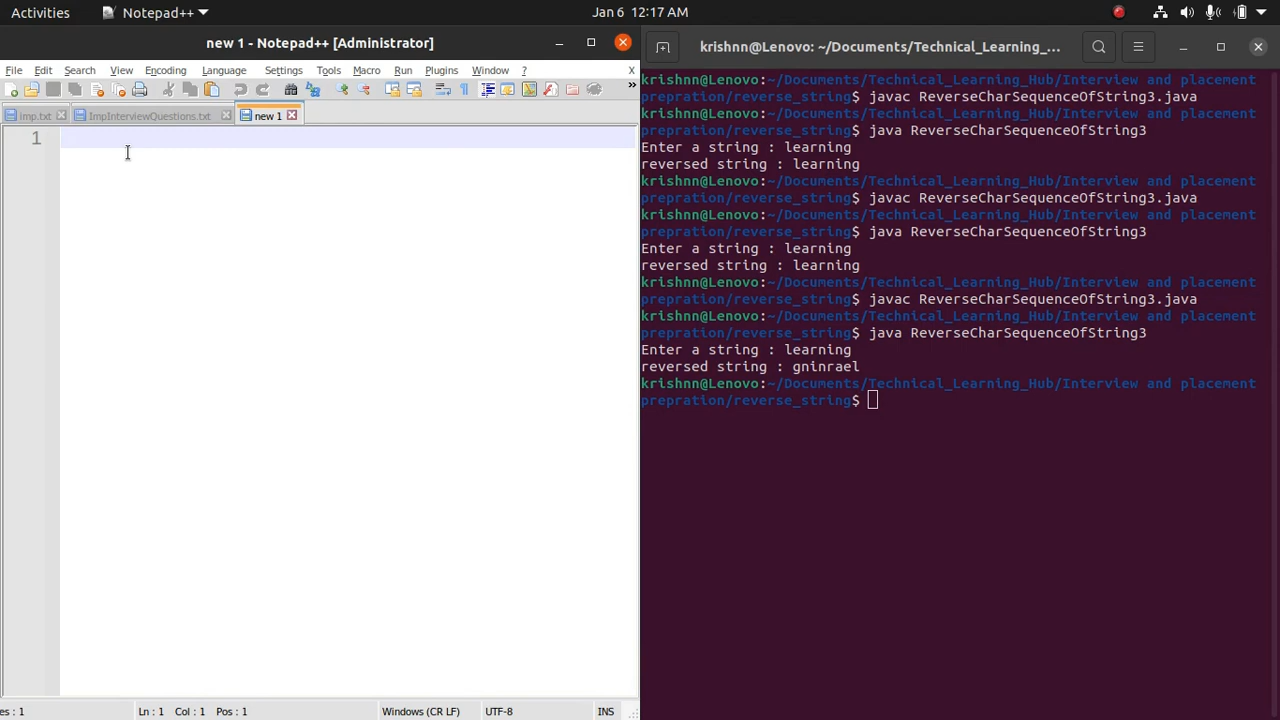 Activities Notepad++ Jan 6 12:17 AM
new 1 - Notepad++ [Administrator]
File Edit Search View Encoding Language Settings Tools Macro Run Plugins Window ? X
imp.txt ImpInterviewQuestions.txt new 1
1
es : 1 Ln : 1 Col : 1 Pos : 1 Windows (CR LF) UTF-8 INS
krishnn@Lenovo: ~/Documents/Technical_Learning_...
krishnn@Lenovo:~/Documents/Technical_Learning_Hub/Interview and placement
prepration/reverse_string$ javac ReverseCharSequenceOfString3.java
krishnn@Lenovo:~/Documents/Technical_Learning_Hub/Interview and placement
prepration/reverse_string$ java ReverseCharSequenceOfString3
Enter a string : learning
reversed string : learning
krishnn@Lenovo:~/Documents/Technical_Learning_Hub/Interview and placement
prepration/reverse_string$ javac ReverseCharSequenceOfString3.java
krishnn@Lenovo:~/Documents/Technical_Learning_Hub/Interview and placement
prepration/reverse_string$ java ReverseCharSequenceOfString3
Enter a string : learning
reversed string : learning
krishnn@Lenovo:~/Documents/Technical_Learning_Hub/Interview and placement
prepration/reverse_string$ javac ReverseCharSequenceOfString3.java
krishnn@Lenovo:~/Documents/Technical_Learning_Hub/Interview and placement
prepration/reverse_string$ java ReverseCharSequenceOfString3
Enter a string : learning
reversed string : gninrael
krishnn@Lenovo:~/Documents/Technical_Learning_Hub/Interview and placement
prepration/reverse_string$